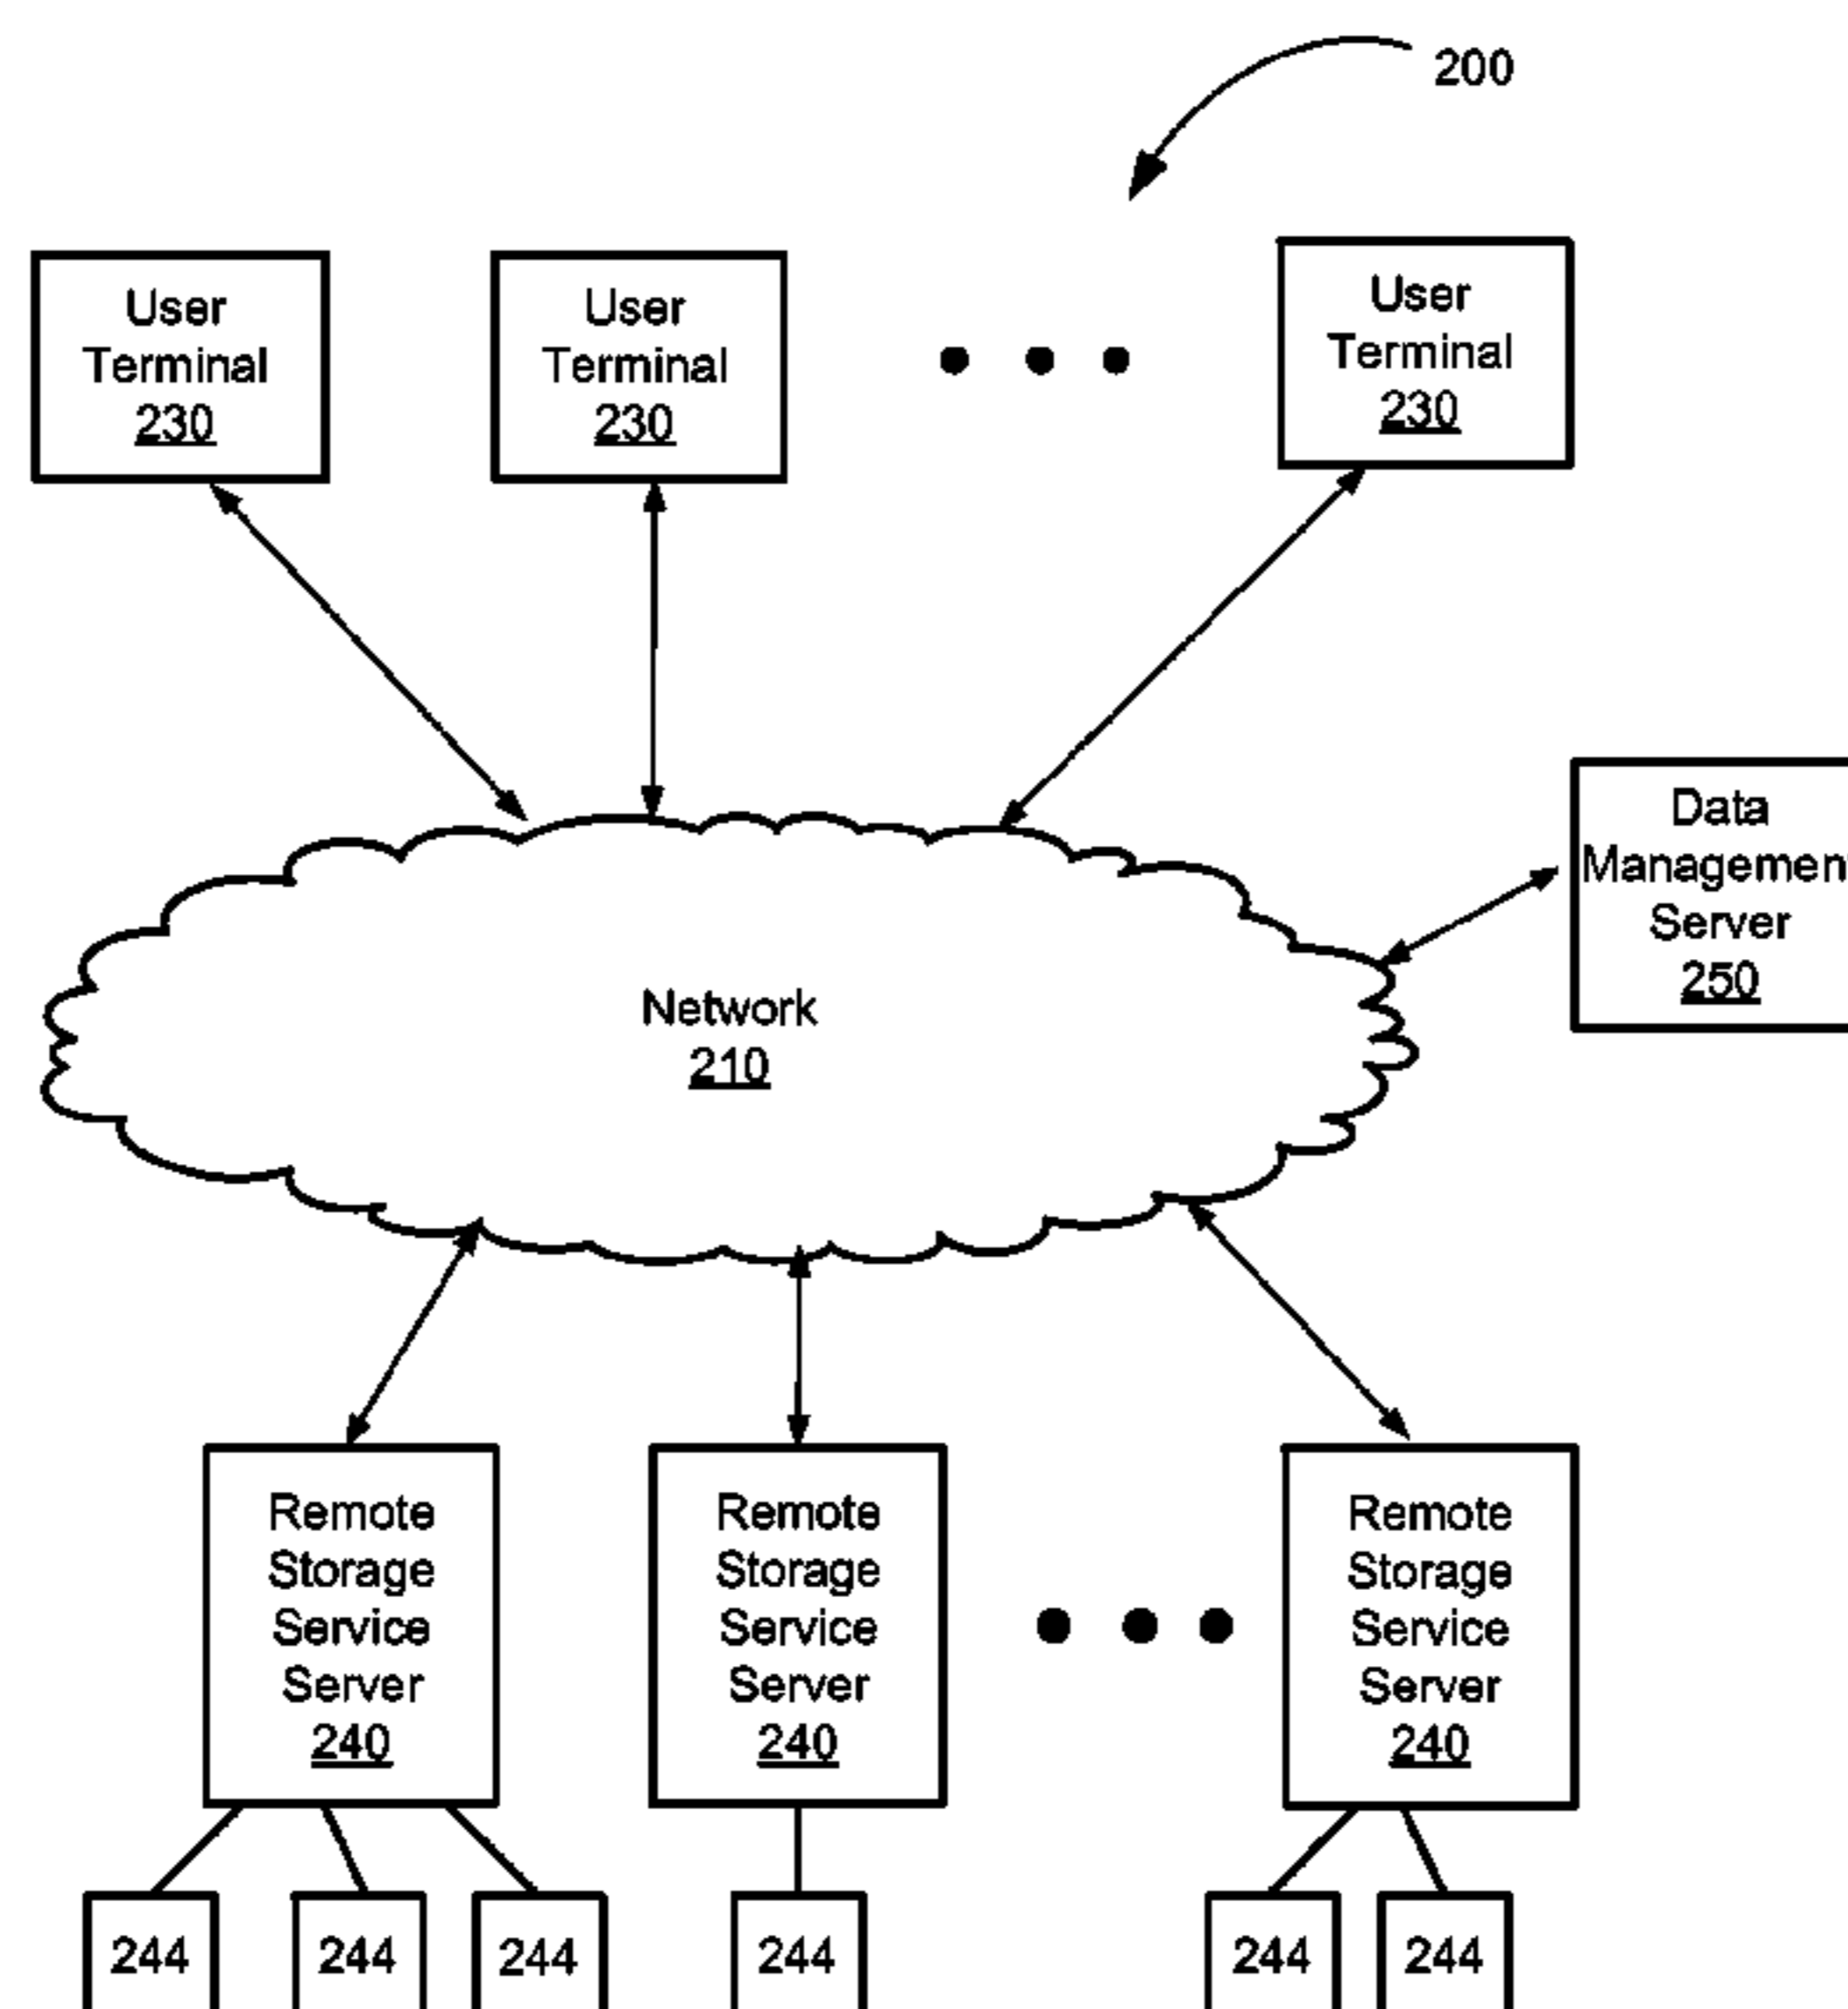 200
User
Terminal
230
User
Terminal
230
User
Terminal
230
Data
Managemen
Server
250
Network
210
Remote
Storage
Service
Server
240
Remote
Storage
Service
Server
240
Remote
Storage
Service
Server
240
244
244
244
244
244
244